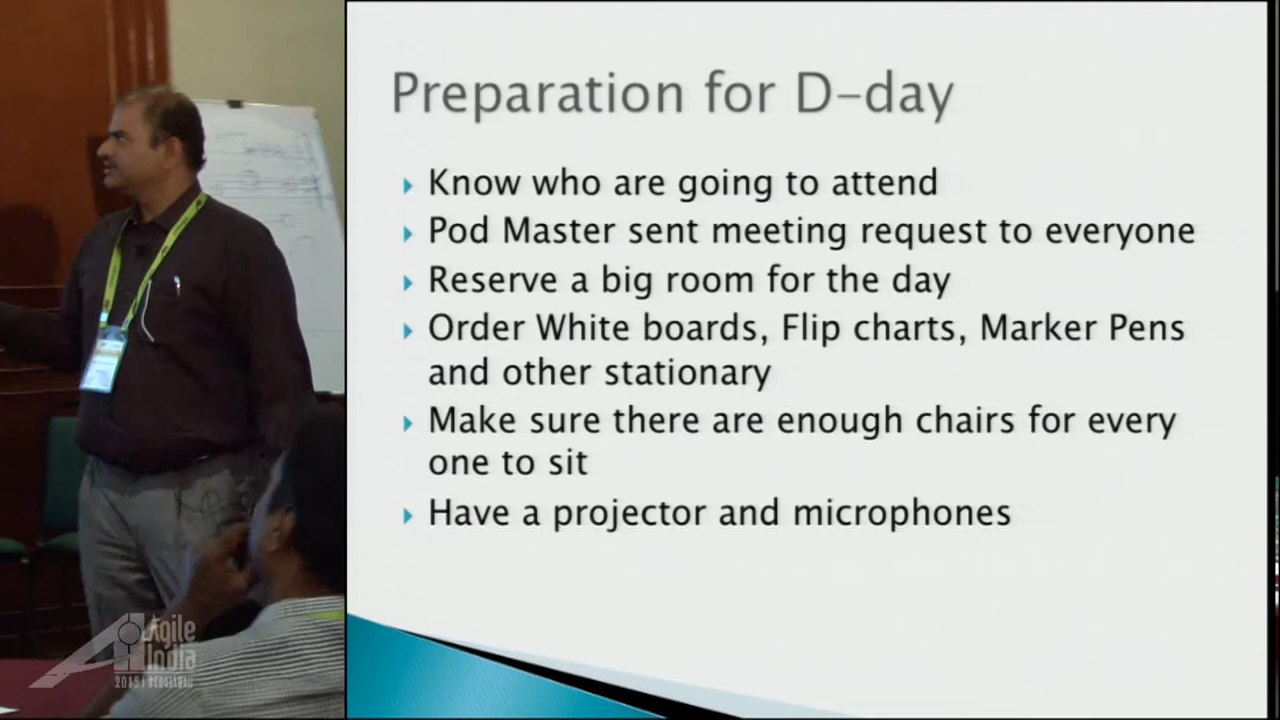 Preparation for D-day
Know who are going to attend
Pod Master sent meeting request to everyone
Reserve a big room for the day
Order White boards, Flip charts, Marker Pens
and other stationary
Make sure there are enough chairs for every
one to sit
Have a projector and microphones
Agile
India
2015 | BENGALURU